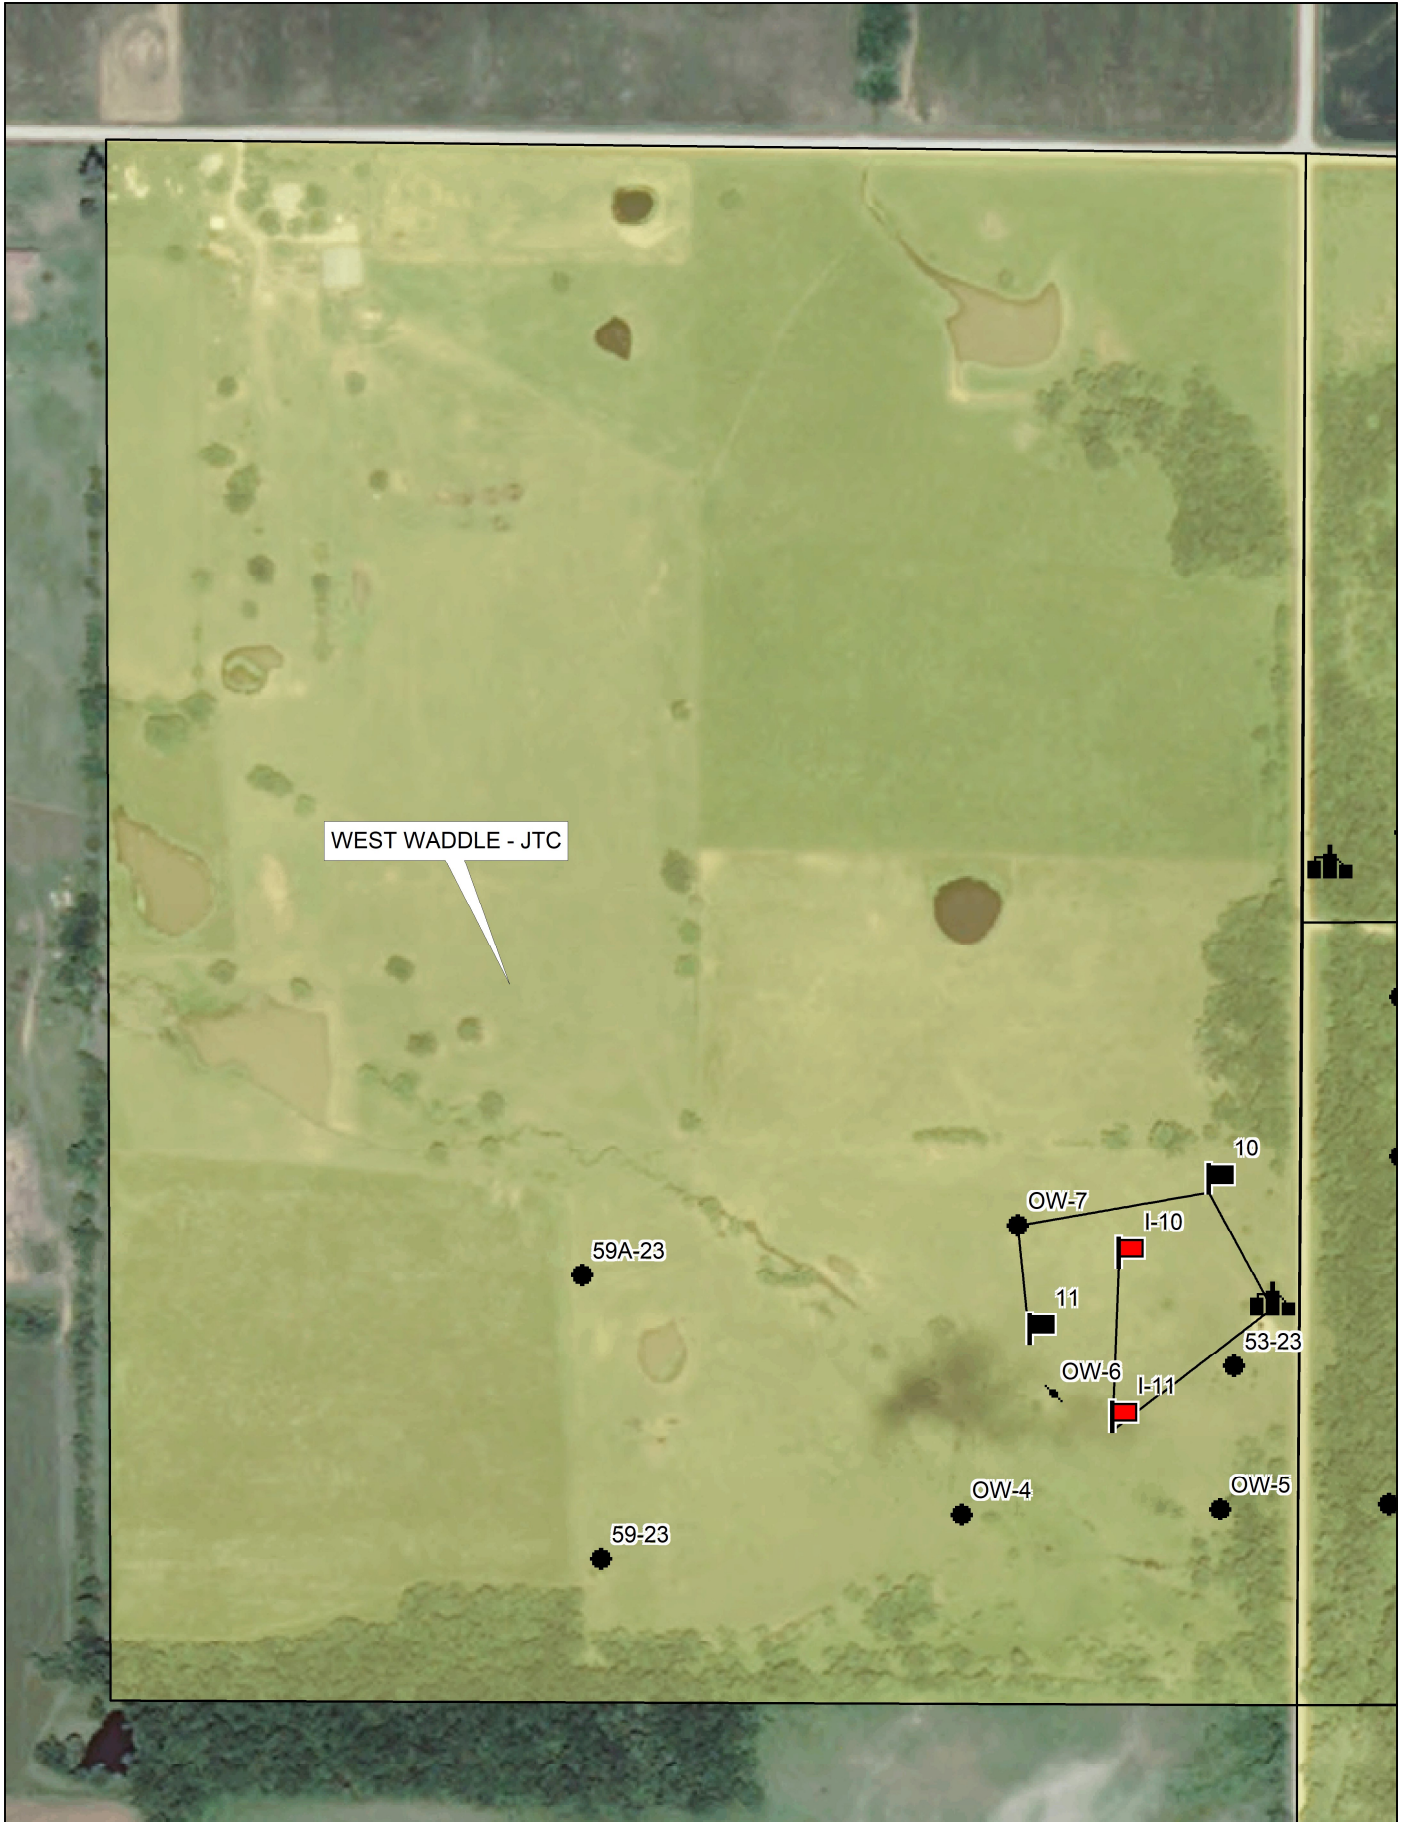 WEST WADDLE - JTC
10
OW-7
I-10
59A-23
11
53-23
OW-6
I-11
OW-5
OW-4
59-23